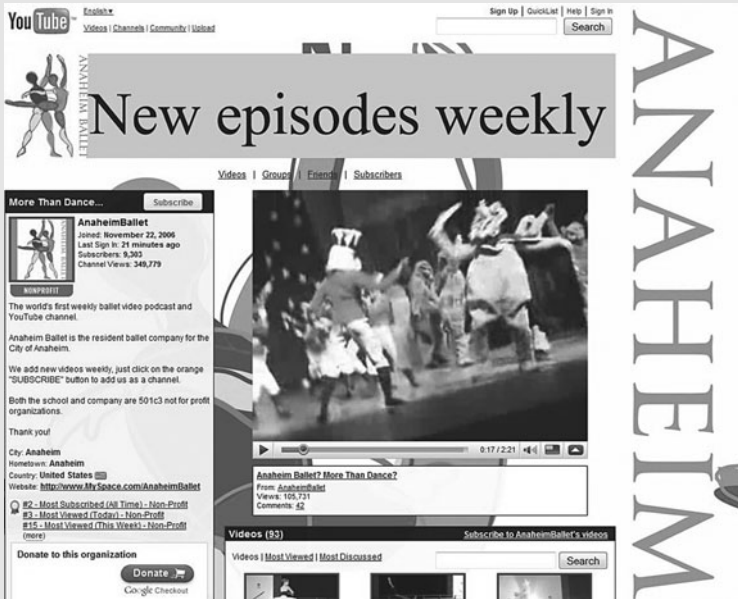 You Tube
English
Videos | Channels | Community | Upload
Sign Up | QuickList | Help | Sign In
Search
ANAHEIM BALLET
New episodes weekly
ANAHEIM
Videos | Groups | Friends | Subscribers
More Than Dance...
Subscribe
AnaheimBallet
Joined: November 22, 2006
Last Sign In: 21 minutes ago
Subscribers: 9,303
Channel Views: 349,779
ANAHEIM BALLET
NONPROFIT
The world's first weekly ballet video podcast and
YouTube channel.
Anaheim Ballet is the resident ballet company for the
City of Anaheim.
We add new videos weekly, just click on the orange
"SUBSCRIBE" button to add us as a channel.
Both the school and company are 501c3 not for profit
organizations.
Thank you!
City: Anaheim
Hometown: Anaheim
Country: United States
Website: http://www.MySpace.com/AnaheimBallet
#2 - Most Subscribed (All Time) - Non-Profit
#3 - Most Viewed (Today) - Non-Profit
#15 - Most Viewed (This Week) - Non-Profit
(more)
Donate to this organization
Donate
Google Checkout
0:17 / 2:21
Anaheim Ballet? More Than Dance?
From: AnaheimBallet
Views: 105,731
Comments: 42
Videos (93)
Subscribe to AnaheimBallet's videos
Videos | Most Viewed | Most Discussed
Search